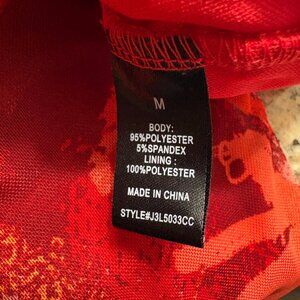 M
BODY:
95%POLYESTER
5%SPANDEX
LINING :
100%POLYESTER
MADE IN CHINA
STYLE#J3L5033CC